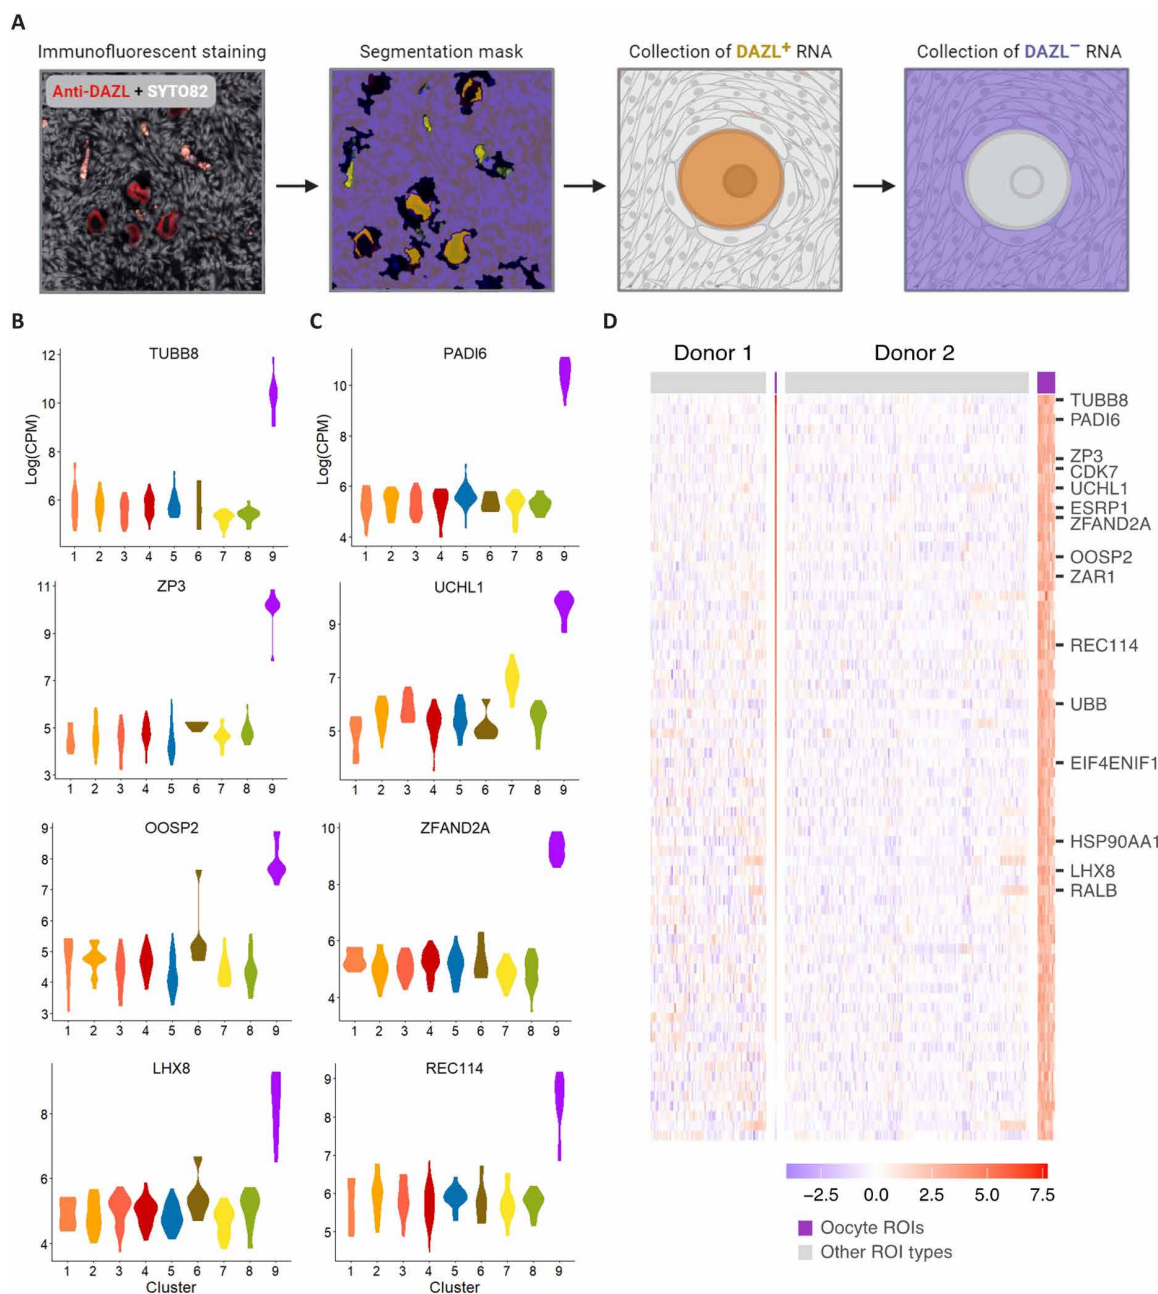 A
Immunofluorescent staining
Segmentation mask
Collection of DAZL+ RNA
Collection of DAZL− RNA
Anti-DAZL + SYTO82
B
C
D
TUBB8
12
10
8
6
Log(CPM)
1 2 3 4 5 6 7 8 9
PADI6
10
8
6
4
Log(CPM)
1 2 3 4 5 6 7 8 9
ZP3
11
9
7
5
3
1 2 3 4 5 6 7 8 9
UCHL1
9
7
5
1 2 3 4 5 6 7 8 9
OOSP2
9
8
7
6
5
4
3
1 2 3 4 5 6 7 8 9
ZFAND2A
10
8
6
4
1 2 3 4 5 6 7 8 9
LHX8
8
6
4
1 2 3 4 5 6 7 8 9
Cluster
REC114
9
8
7
6
5
1 2 3 4 5 6 7 8 9
Cluster
Donor 1
Donor 2
TUBB8
PADI6
ZP3
CDK7
UCHL1
ESRP1
ZFAND2A
OOSP2
ZAR1
REC114
UBB
EIF4ENIF1
HSP90AA1
LHX8
RALB
−2.5 0.0 2.5 5.0 7.5
Oocyte ROIs
Other ROI types